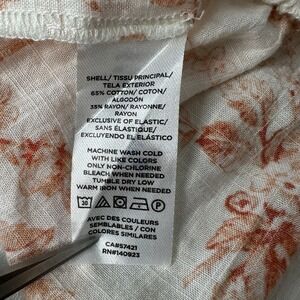 SHELL/ TISSU PRINCIPAL/
TELA EXTERIOR
65% COTTON/ COTON/
ALGODÓN
35% RAYON/ RAYONNE/
RAYON
EXCLUSIVE OF ELASTIC/
SANS ÉLASTIQUE/
EXCLUYENDO EL ELÁSTICO
MACHINE WASH COLD
WITH LIKE COLORS
ONLY NON-CHLORINE
BLEACH WHEN NEEDED
TUMBLE DRY LOW
WARM IRON WHEN NEEDED
AVEC DES COULEURS
SEMBLABLES / CON
COLORES SIMILARES
CA#57421
RN#140923